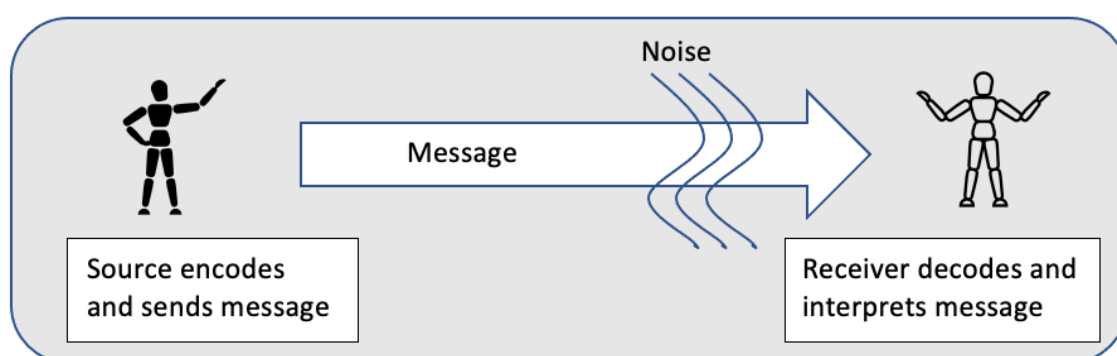 Noise
Message
Source encodes
and sends message
Receiver decodes and
interprets message